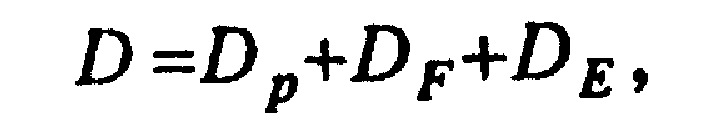 D = D_p + D_F + D_E,